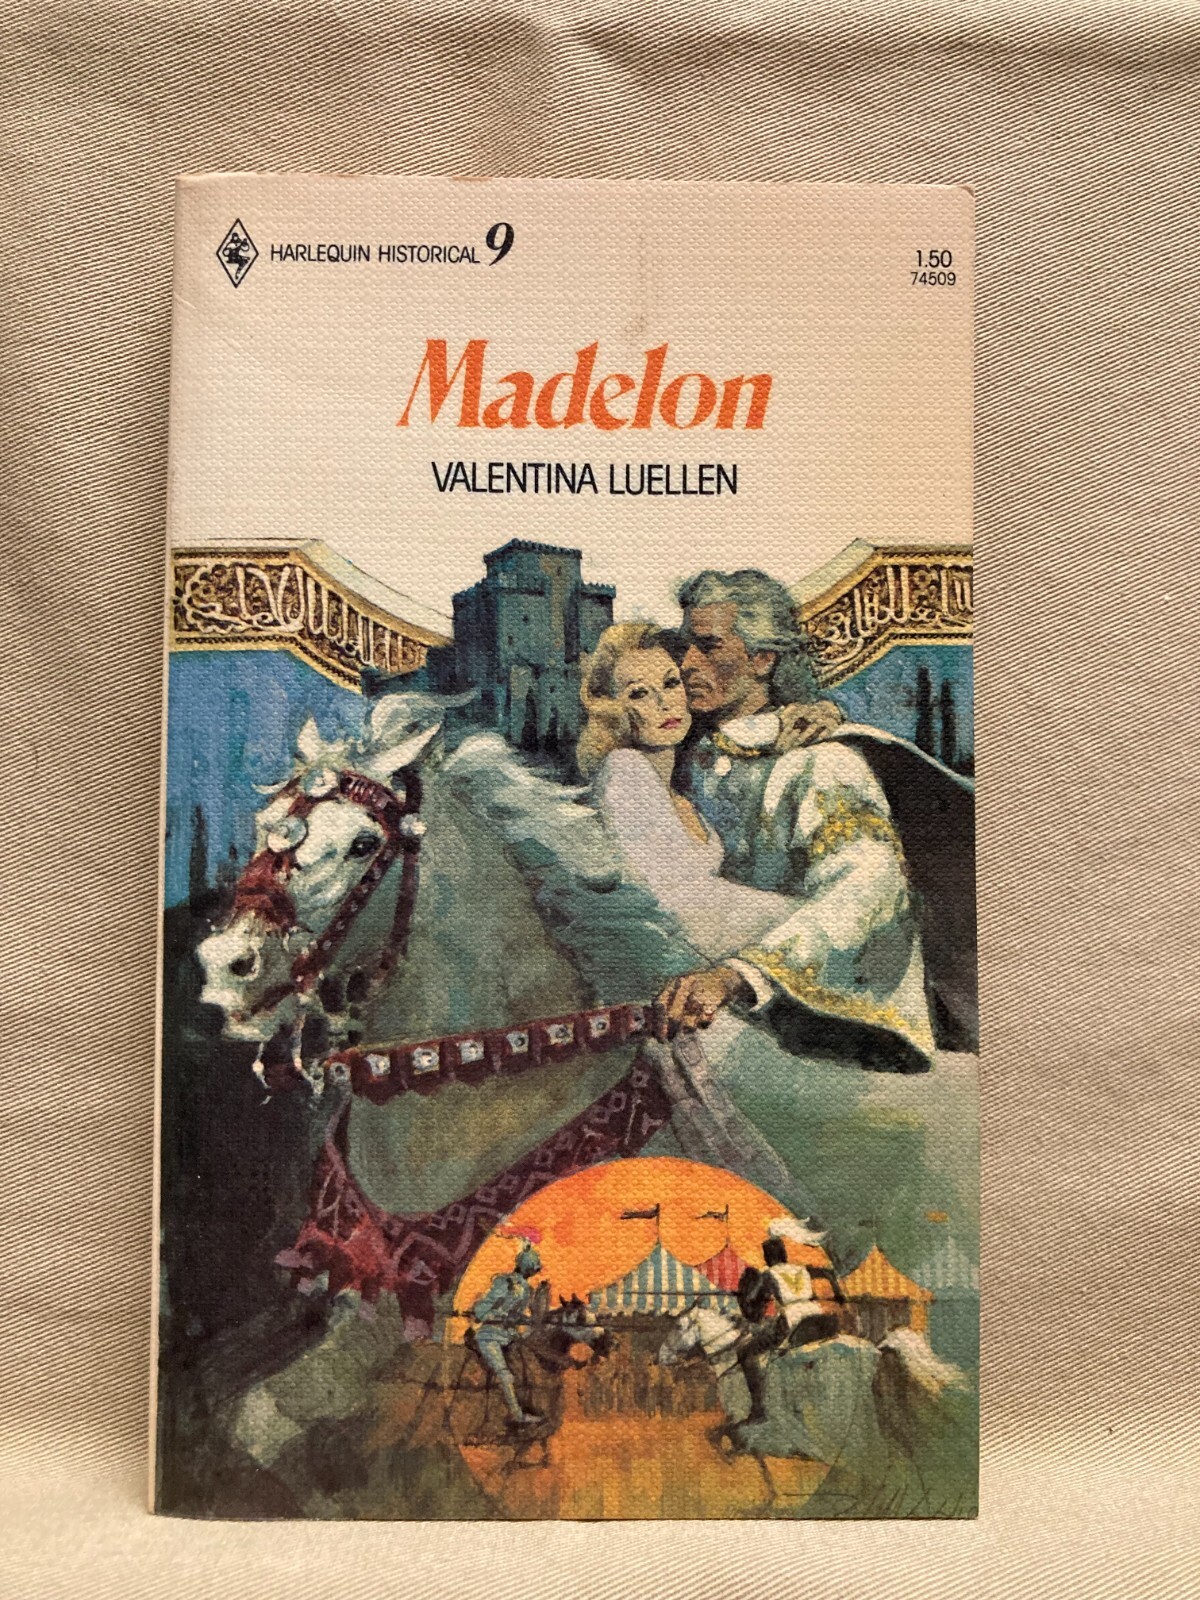 HARLEQUIN HISTORICAL 9
1.50
74509
Madelon
VALENTINA LUELLEN